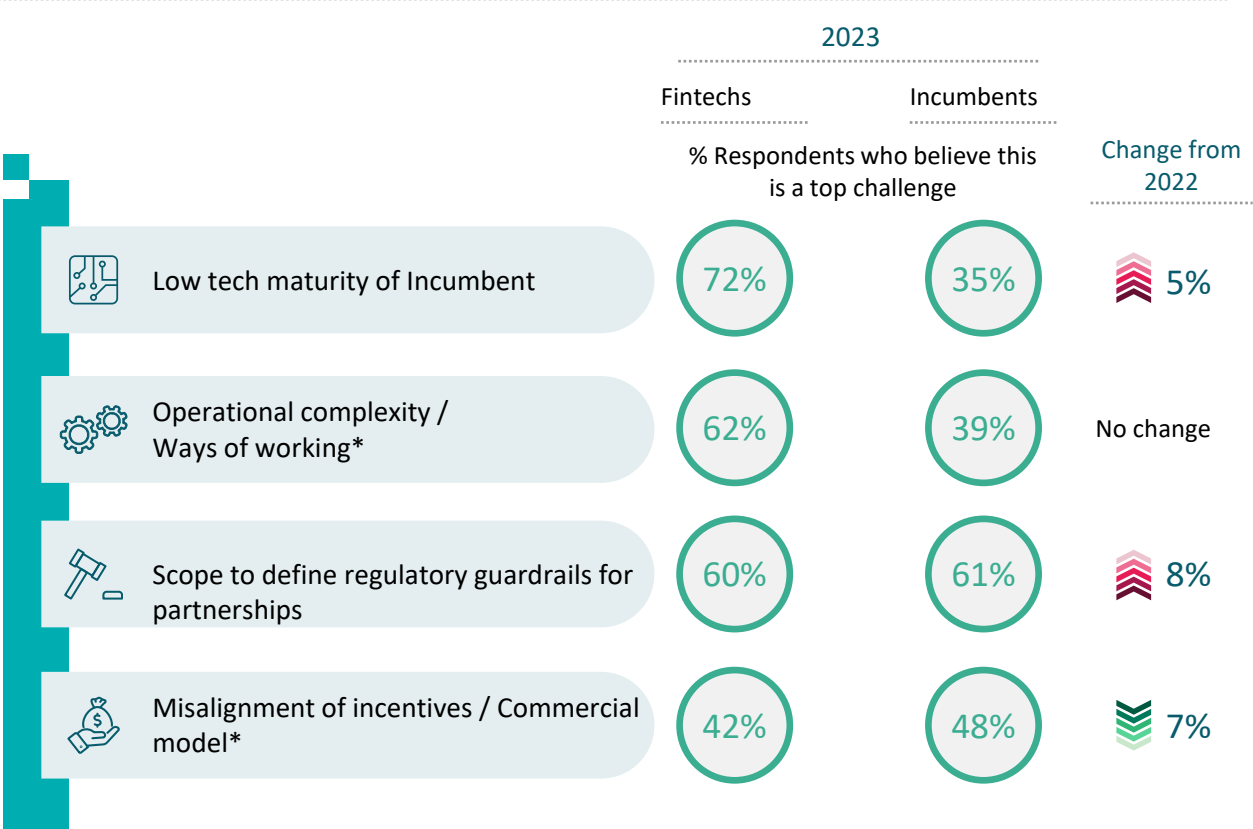 2023
Fintechs
Incumbents
% Respondents who believe this
is a top challenge
Change from
2022
Low tech maturity of Incumbent
72%
35%
5%
Operational complexity /
Ways of working*
62%
39%
No change
Scope to define regulatory guardrails for
partnerships
60%
61%
8%
Misalignment of incentives / Commercial
model*
$
42%
48%
7%